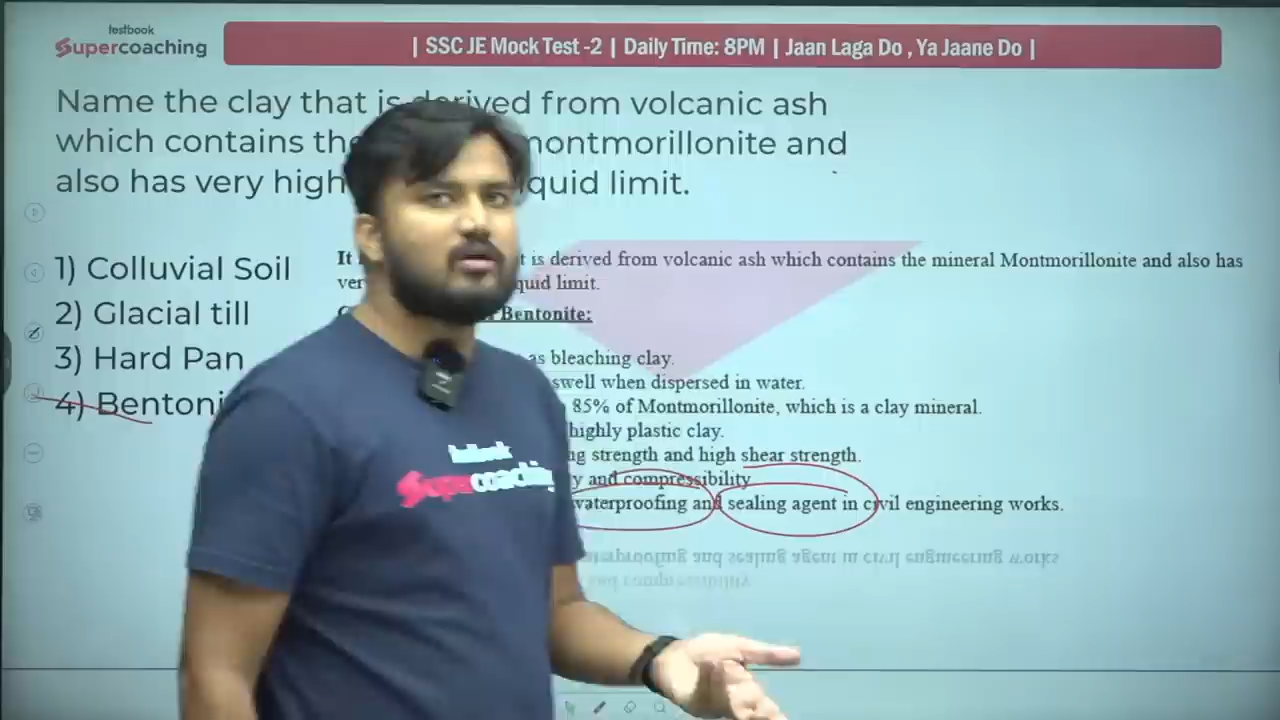 testbook
Supercoaching
| SSC JE Mock Test -2 | Daily Time: 8PM | Jaan Laga Do , Ya Jaane Do |
Name the clay that is derived from volcanic ash
which contains the montmorillonite and
also has very high quid limit.
1) Colluvial Soil
2) Glacial till
3) Hard Pan
4) Bentoni
It is derived from volcanic ash which contains the mineral Montmorillonite and also has
ver quid limit.
Bentonite:
as bleaching clay.
swell when dispersed in water.
85% of Montmorillonite, which is a clay mineral.
highly plastic clay.
ng strength and high shear strength.
y and compressibility
waterproofing and sealing agent in civil engineering works.
testbook
Supercoaching